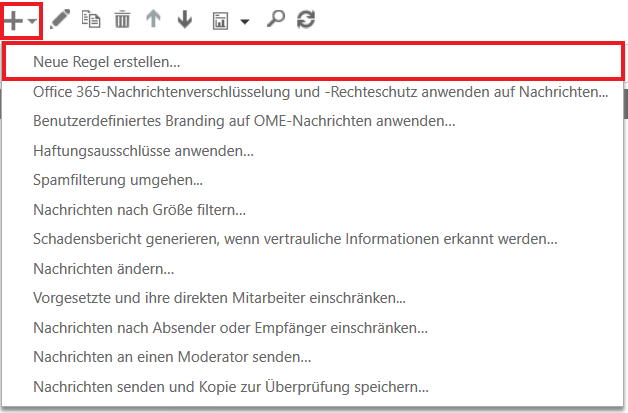 Neue Regel erstellen...
Office 365-Nachrichtenverschlüsselung und -Rechteschutz anwenden auf Nachrichten...
Benutzerdefiniertes Branding auf OME-Nachrichten anwenden...
Haftungsausschlüsse anwenden...
Spamfilterung umgehen...
Nachrichten nach Größe filtern...
Schadensbericht generieren, wenn vertrauliche Informationen erkannt werden...
Nachrichten ändern...
Vorgesetzte und ihre direkten Mitarbeiter einschränken...
Nachrichten nach Absender oder Empfänger einschränken...
Nachrichten an einen Moderator senden...
Nachrichten senden und Kopie zur Überprüfung speichern...